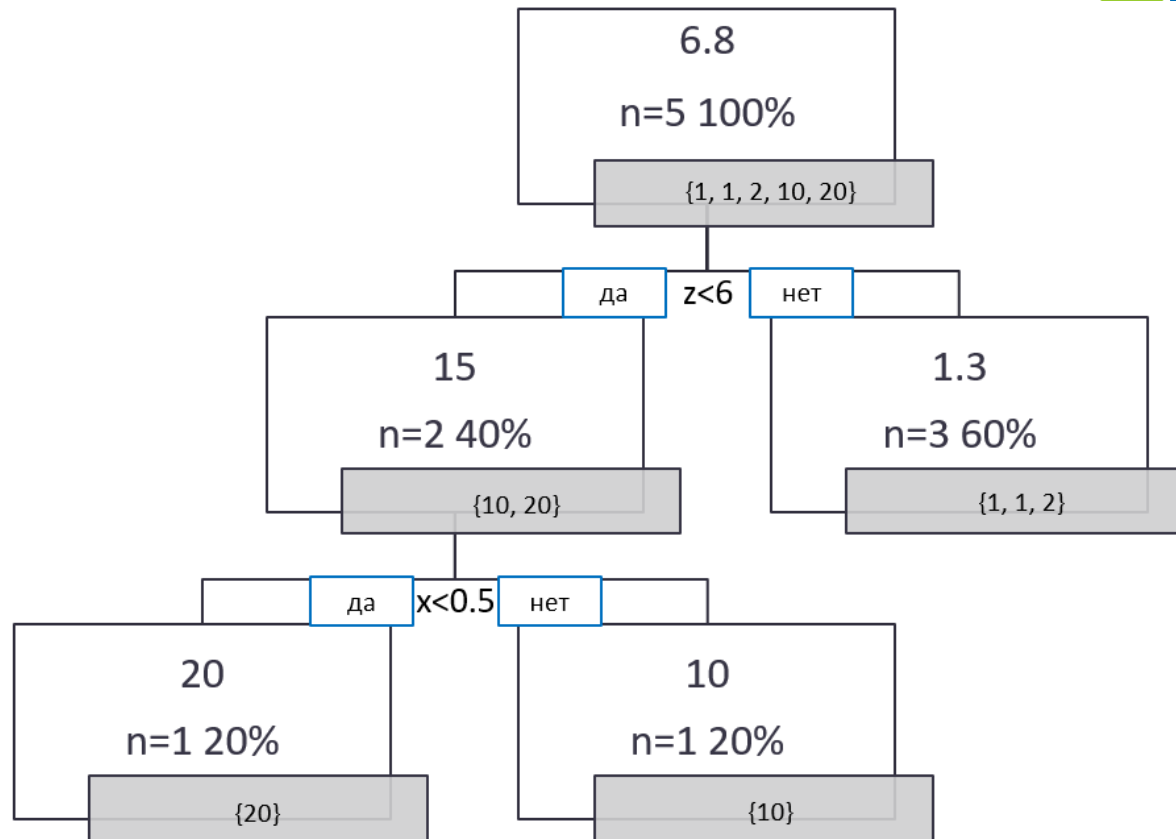 6.8
n=5 100%
{1, 1, 2, 10, 20}
да z<6 нет
15
n=2 40%
{10, 20}
1.3
n=3 60%
{1, 1, 2}
да x<0.5 нет
20
n=1 20%
{20}
10
n=1 20%
{10}